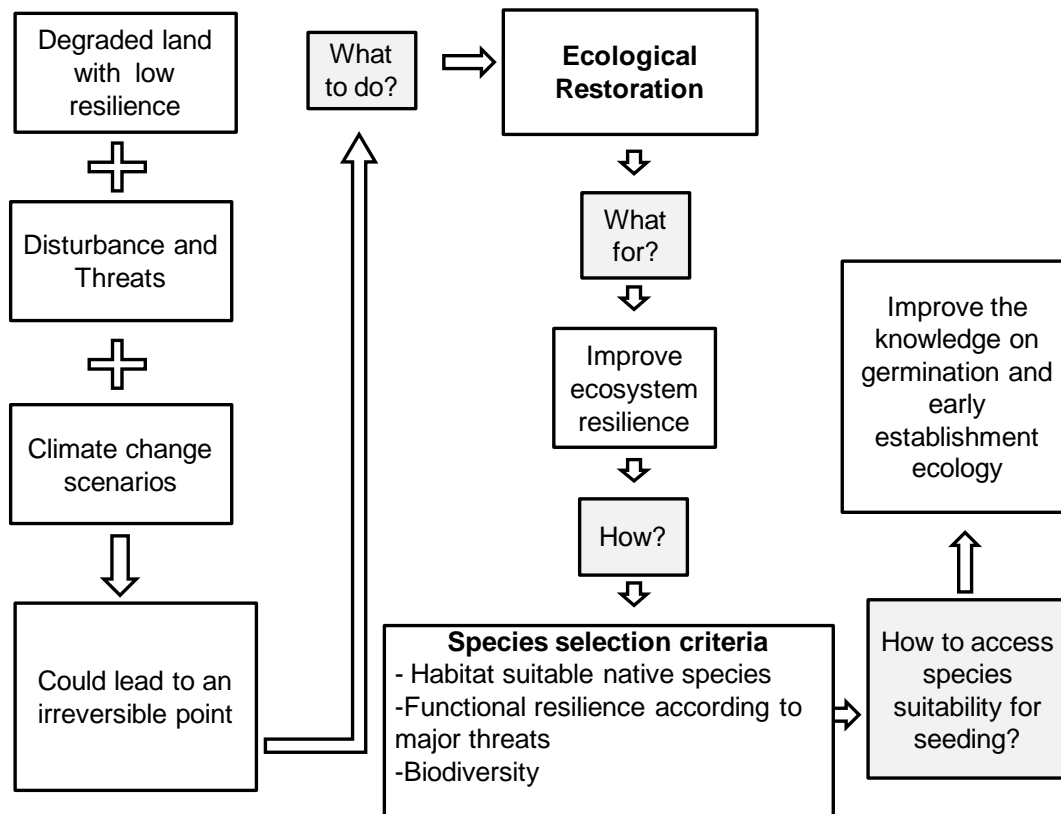 Degraded land
with low
resilience
Disturbance and
Threats
Climate change
scenarios
Could lead to an
irreversible point
What
to do?
Ecological
Restoration
What
for?
Improve
ecosystem
resilience
How?
Species selection criteria
- Habitat suitable native species
-Functional resilience according to
major threats
-Biodiversity
How to access
species
suitability for
seeding?
Improve the
knowledge on
germination and
early
establishment
ecology